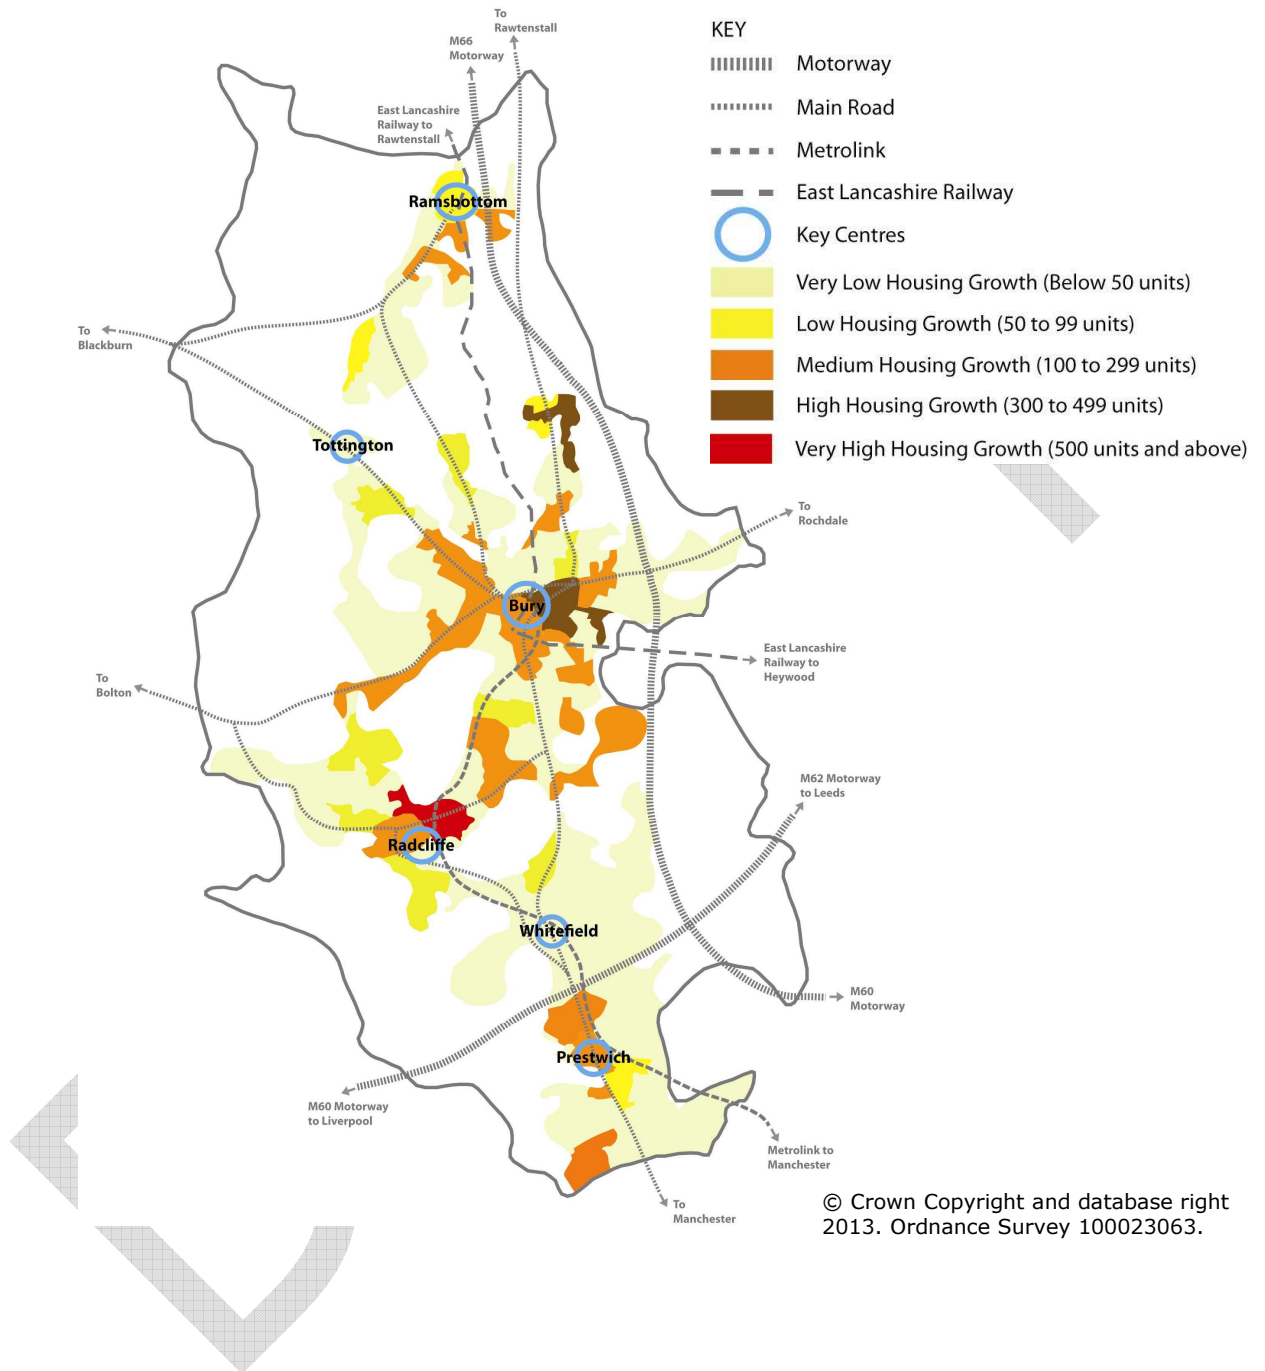 To
Rawtenstall
M66
Motorway
East Lancashire
Railway to
Rawtenstall
KEY
Motorway
Main Road
Metrolink
East Lancashire Railway
Key Centres
Very Low Housing Growth (Below 50 units)
Low Housing Growth (50 to 99 units)
Medium Housing Growth (100 to 299 units)
High Housing Growth (300 to 499 units)
Very High Housing Growth (500 units and above)
Ramsbottom
To
Blackburn
Tottington
To
Rochdale
Bury
East Lancashire
Railway to
Heywood
To
Bolton
M62 Motorway
to Leeds
Radcliffe
Whitefield
M60
Motorway
Prestwich
M60 Motorway
to Liverpool
Metrolink to
Manchester
To
Manchester
© Crown Copyright and database right
2013. Ordnance Survey 100023063.